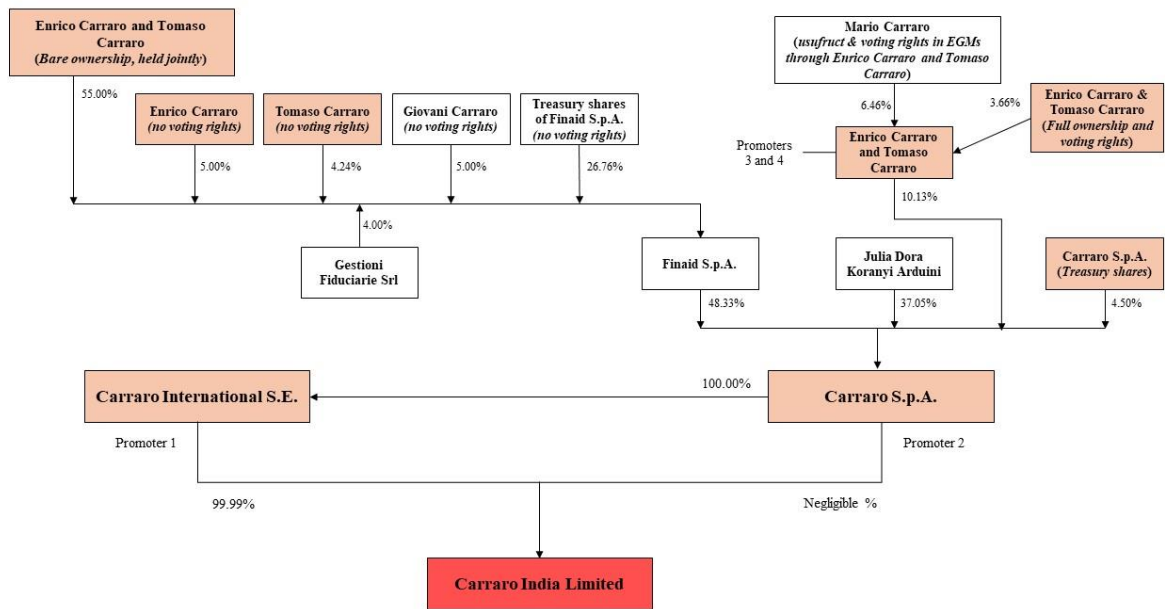 Enrico Carraro and Tomaso
Carraro
(Bare ownership, held jointly)
55.00%
Enrico Carraro
(no voting rights)
5.00%
Tomaso Carraro
(no voting rights)
4.24%
Giovani Carraro
(no voting rights)
5.00%
Treasury shares
of Finaid S.p.A.
(no voting rights)
26.76%
Mario Carraro
(usufruct & voting rights in EGMs
through Enrico Carraro and Tomaso
Carraro)
6.46%
3.66%
Enrico Carraro &
Tomaso Carraro
(Full ownership and
voting rights)
Promoters
3 and 4
Enrico Carraro
and Tomaso
Carraro
10.13%
4.00%
Gestioni
Fiduciarie Srl
Finaid S.p.A.
48.33%
Julia Dora
Koranyi Arduini
37.05%
Carraro S.p.A.
(Treasury shares)
4.50%
Carraro International S.E.
100.00%
Carraro S.p.A.
Promoter 1
Promoter 2
99.99%
Negligible %
Carraro India Limited